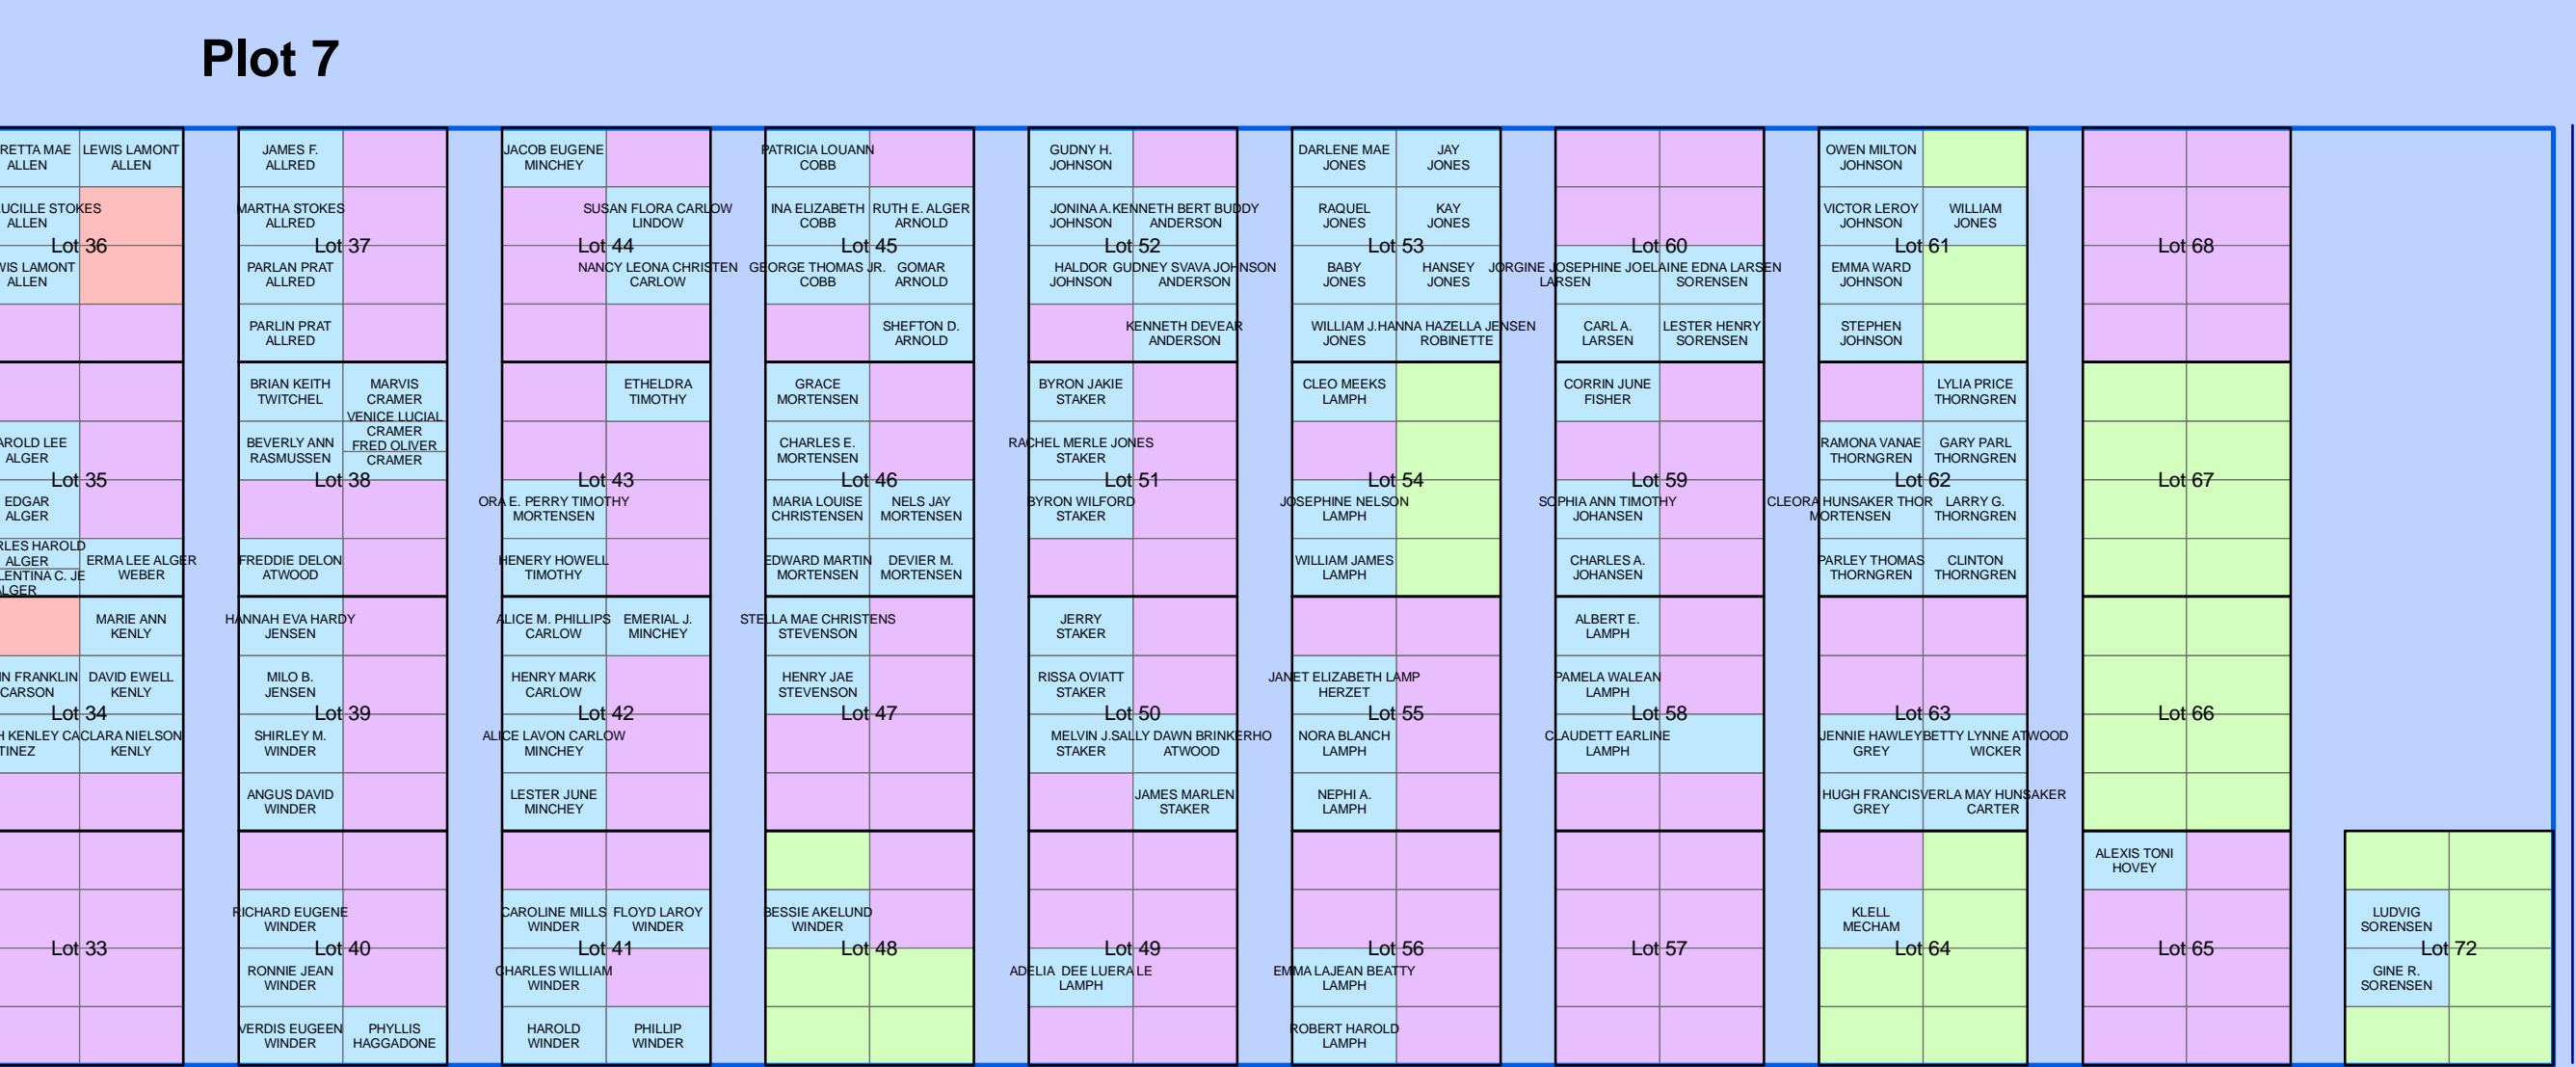 Plot 7
RETTA MAE
ALLEN
LEWIS LAMONT
ALLEN
UCILLE STOKES
ALLEN
Lot 36
WIS LAMONT
ALLEN
AROLD LEE
ALGER
Lot 35
EDGAR
ALGER
RLES HAROLD
ALGER
LENTINA C. JE
ALGER
ERMA LEE ALGER
WEBER
MARIE ANN
KENLY
N FRANKLIN
CARSON
DAVID EWELL
KENLY
Lot 34
H KENLEY CA
TINEZ
CLARA NIELSON
KENLY
Lot 33
JAMES F.
ALLRED
MARTHA STOKES
ALLRED
Lot 37
PARLAN PRAT
ALLRED
PARLIN PRAT
ALLRED
BRIAN KEITH
TWITCHEL
MARVIS
CRAMER
VENICE LUCIAL
CRAMER
BEVERLY ANN
RASMUSSEN
FRED OLIVER
CRAMER
Lot 38
FREDDIE DELON
ATWOOD
HANNAH EVA HARDY
JENSEN
MILO B.
JENSEN
Lot 39
SHIRLEY M.
WINDER
ANGUS DAVID
WINDER
RICHARD EUGENE
WINDER
Lot 40
RONNIE JEAN
WINDER
VERDIS EUGEEN
WINDER
PHYLLIS
HAGGADONE
JACOB EUGENE
MINCHEY
SUSAN FLORA CARLOW
LINDOW
Lot 44
NANCY LEONA CHRISTEN
CARLOW
ETHELDRA
TIMOTHY
Lot 43
ORA E. PERRY TIMOTHY
MORTENSEN
HENERY HOWELL
TIMOTHY
ALICE M. PHILLIPS
CARLOW
EMERIAL J.
MINCHEY
HENRY MARK
CARLOW
Lot 42
ALICE LAVON CARLOW
MINCHEY
LESTER JUNE
MINCHEY
CAROLINE MILLS
WINDER
FLOYD LAROY
WINDER
Lot 41
CHARLES WILLIAM
WINDER
HAROLD
WINDER
PHILLIP
WINDER
PATRICIA LOUANN
COBB
INA ELIZABETH
COBB
RUTH E. ALGER
ARNOLD
Lot 45
GEORGE THOMAS JR.
COBB
GOMAR
ARNOLD
SHEFTON D.
ARNOLD
GRACE
MORTENSEN
CHARLES E.
MORTENSEN
Lot 46
MARIA LOUISE
CHRISTENSEN
NELS JAY
MORTENSEN
EDWARD MARTIN
MORTENSEN
DEVIER M.
MORTENSEN
STELLA MAE CHRISTENS
STEVENSON
HENRY JAE
STEVENSON
Lot 47
BESSIE AKELUND
WINDER
Lot 48
GUDNY H.
JOHNSON
JONINA A.
JOHNSON
KENNETH BERT BUDDY
ANDERSON
Lot 52
HALDOR
JOHNSON
GUDNEY SVAVA JOHNSON
ANDERSON
KENNETH DEVEAR
ANDERSON
BYRON JAKIE
STAKER
RACHEL MERLE JONES
STAKER
Lot 51
BYRON WILFORD
STAKER
JERRY
STAKER
RISSA OVIATT
STAKER
Lot 50
MELVIN J.
STAKER
SALLY DAWN BRINKERHO
ATWOOD
JAMES MARLEN
STAKER
Lot 49
ADELIA  DEE LUERA LE
LAMPH
DARLENE MAE
JONES
JAY
JONES
RAQUEL
JONES
KAY
JONES
Lot 53
BABY
JONES
HANSEY
JONES
WILLIAM J.
JONES
HANNA HAZELLA JENSEN
ROBINETTE
CLEO MEEKS
LAMPH
Lot 54
JOSEPHINE NELSON
LAMPH
WILLIAM JAMES
LAMPH
JANET ELIZABETH LAMP
HERZET
Lot 55
NORA BLANCH
LAMPH
NEPHI A.
LAMPH
Lot 56
EMMA LAJEAN BEATTY
LAMPH
ROBERT HAROLD
LAMPH
Lot 60
JORGINE JOSEPHINE JO
LARSEN
ELAINE EDNA LARSEN
SORENSEN
CARL A.
LARSEN
LESTER HENRY
SORENSEN
CORRIN JUNE
FISHER
Lot 59
SOPHIA ANN TIMOTHY
JOHANSEN
CHARLES A.
JOHANSEN
ALBERT E.
LAMPH
PAMELA WALEAN
LAMPH
Lot 58
CLAUDETT EARLINE
LAMPH
Lot 57
OWEN MILTON
JOHNSON
VICTOR LEROY
JOHNSON
WILLIAM
JONES
Lot 61
EMMA WARD
JOHNSON
STEPHEN
JOHNSON
LYLIA PRICE
THORNGREN
RAMONA VANAE
THORNGREN
GARY PARL
THORNGREN
Lot 62
CLEORA HUNSAKER THOR
MORTENSEN
LARRY G.
THORNGREN
PARLEY THOMAS
THORNGREN
CLINTON
THORNGREN
Lot 63
JENNIE HAWLEY
GREY
BETTY LYNNE ATWOOD
WICKER
HUGH FRANCIS
GREY
VERLA MAY HUNSAKER
CARTER
KLELL
MECHAM
Lot 64
Lot 68
Lot 67
Lot 66
ALEXIS TONI
HOVEY
Lot 65
LUDVIG
SORENSEN
Lot 72
GINE R.
SORENSEN